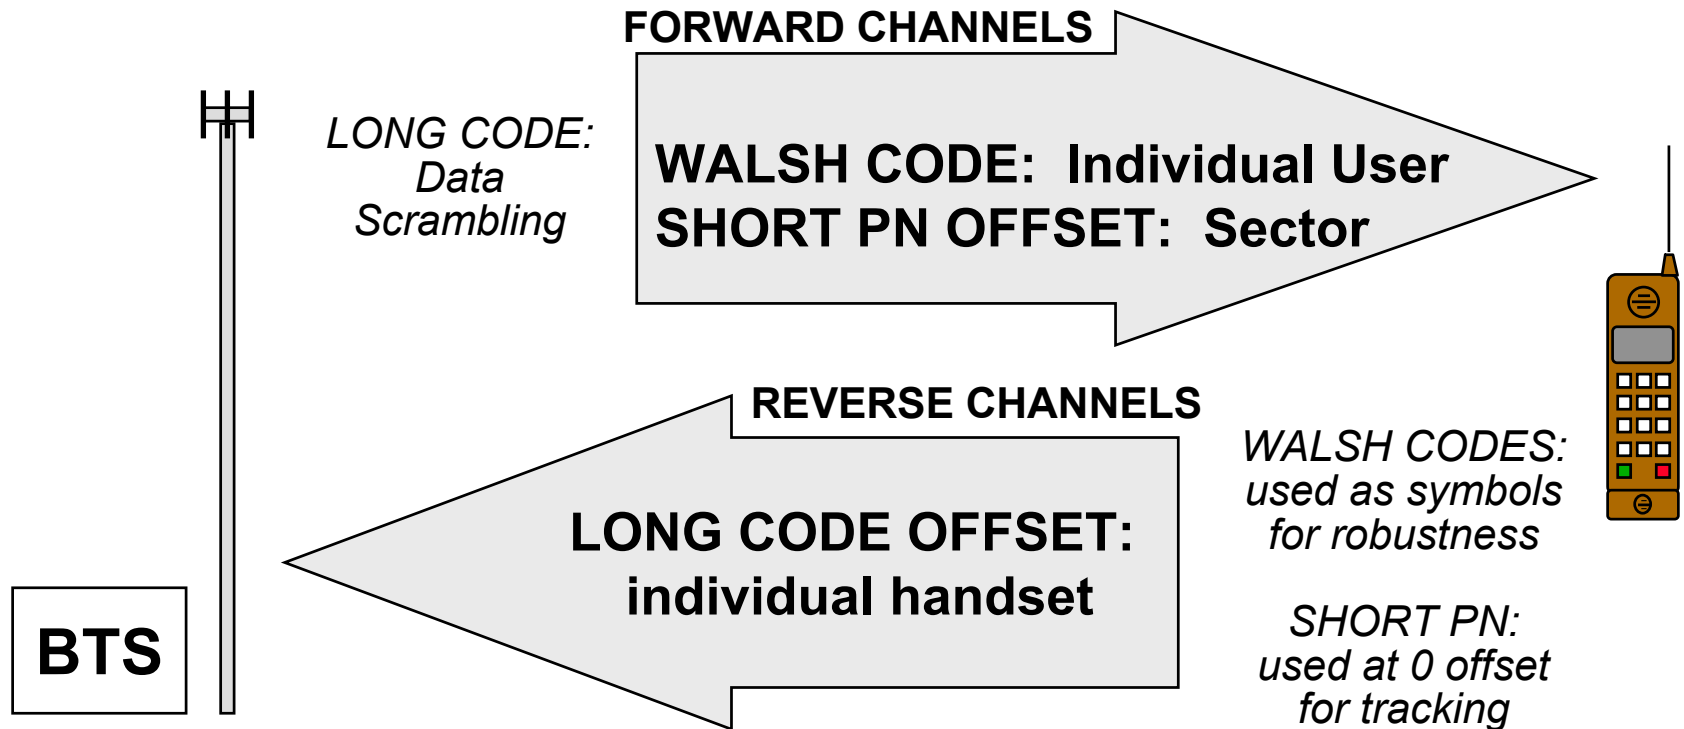 FORWARD CHANNELS
LONG CODE:
Data
Scrambling
WALSH CODE:  Individual User
SHORT PN OFFSET:  Sector
REVERSE CHANNELS
LONG CODE OFFSET:
individual handset
WALSH CODES:
used as symbols
for robustness
SHORT PN:
used at 0 offset
for tracking
BTS